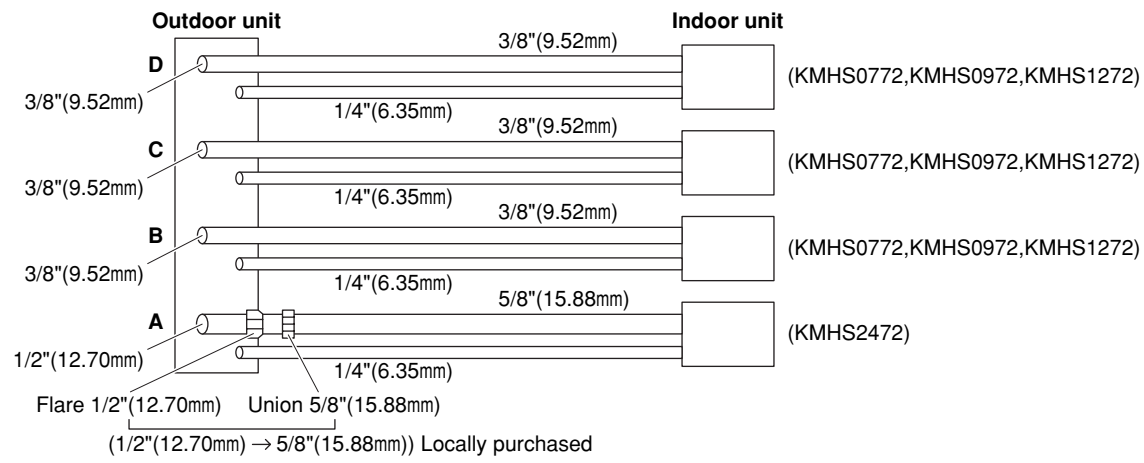 Outdoor unit
Indoor unit
D
3/8"(9.52mm)
3/8"(9.52mm)
1/4"(6.35mm)
(KMHS0772,KMHS0972,KMHS1272)
C
3/8"(9.52mm)
3/8"(9.52mm)
1/4"(6.35mm)
(KMHS0772,KMHS0972,KMHS1272)
B
3/8"(9.52mm)
3/8"(9.52mm)
1/4"(6.35mm)
(KMHS0772,KMHS0972,KMHS1272)
A
5/8"(15.88mm)
1/2"(12.70mm)
1/4"(6.35mm)
(KMHS2472)
Flare 1/2"(12.70mm)
Union 5/8"(15.88mm)
(1/2"(12.70mm) → 5/8"(15.88mm)) Locally purchased